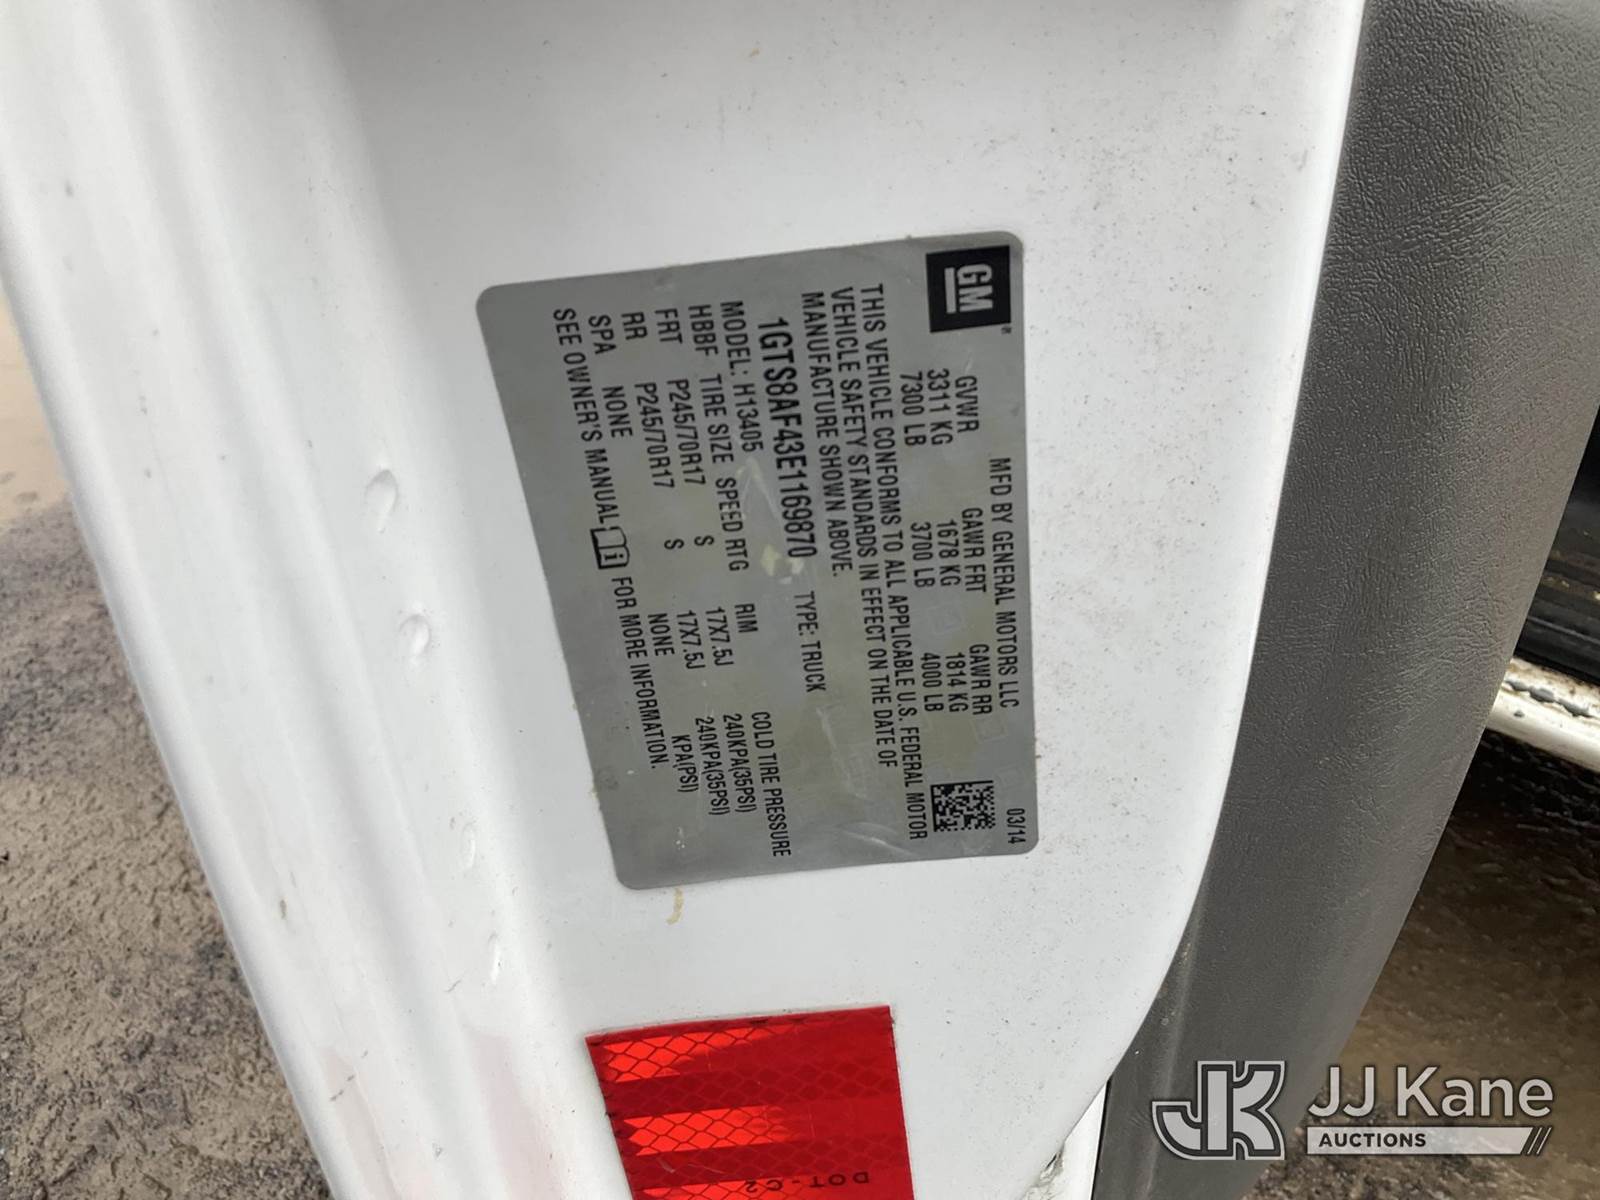 GM
MFD BY GENERAL MOTORS LLC 03/14
GVWR GAWR FRT GAWR RR
3311 KG 1678 KG 1814 KG
7300 LB 3700 LB 4000 LB
THIS VEHICLE CONFORMS TO ALL APPLICABLE U.S. FEDERAL MOTOR
VEHICLE SAFETY STANDARDS IN EFFECT ON THE DATE OF
MANUFACTURE SHOWN ABOVE.
1GTS8AF43E1169870 TYPE: TRUCK
MODEL: H13405
HBBF TIRE SIZE SPEED RTG RIM COLD TIRE PRESSURE
FRT P245/70R17 S 17X7.5J 240KPA(35PSI)
RR P245/70R17 S 17X7.5J 240KPA(35PSI)
SPA NONE NONE KPA(PSI)
SEE OWNER'S MANUAL i FOR MORE INFORMATION.
DOT-C2
JK JJ Kane
AUCTIONS